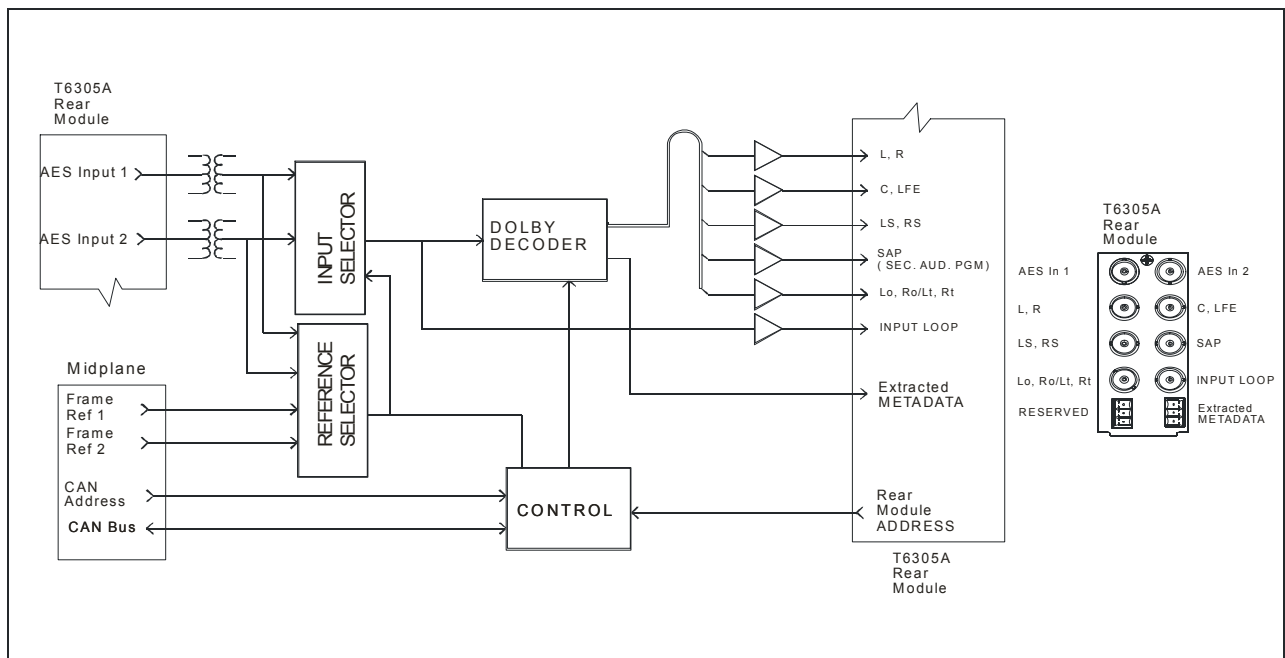 T6305A
Rear
Module
AES Input 1
AES Input 2
INPUT
SELECTOR
REFERENCE
SELECTOR
Midplane
Frame
Ref 1
Frame
Ref 2
CAN
Address
CAN Bus
DOLBY
DECODER
CONTROL
L, R
C, LFE
LS, RS
SAP
( SEC. AUD. PGM)
Lo, Ro/Lt, Rt
INPUT LOOP
Extracted
METADATA
Rear
Module
ADDRESS
T6305A
Rear
Module
T6305A
Rear
Module
AES In 1
AES In 2
L, R
C, LFE
LS, RS
SAP
Lo, Ro/Lt, Rt
INPUT LOOP
RESERVED
Extracted
METADATA